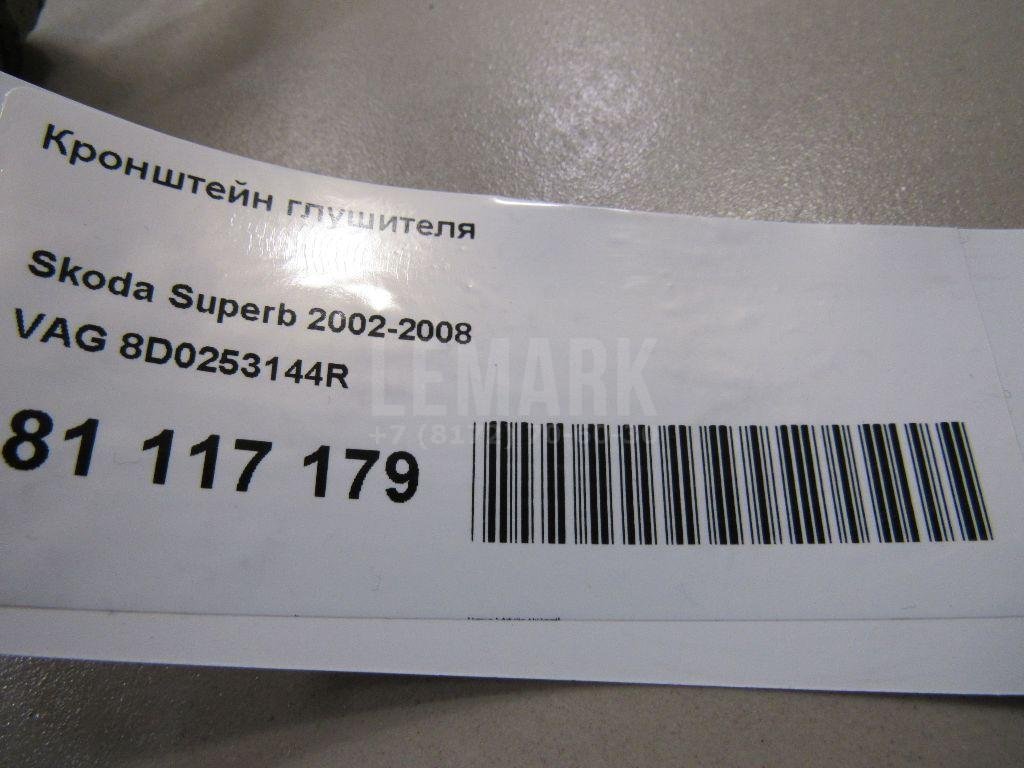 Кронштейн глушителя
Skoda Superb 2002-2008
VAG 8D0253144R
LEMARK
81 117 179